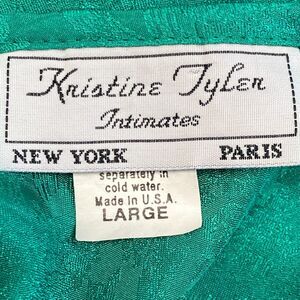 Kristine Tyler
Intimates
NEW YORK PARIS
separately in
cold water.
Made in U.S.A.
LARGE